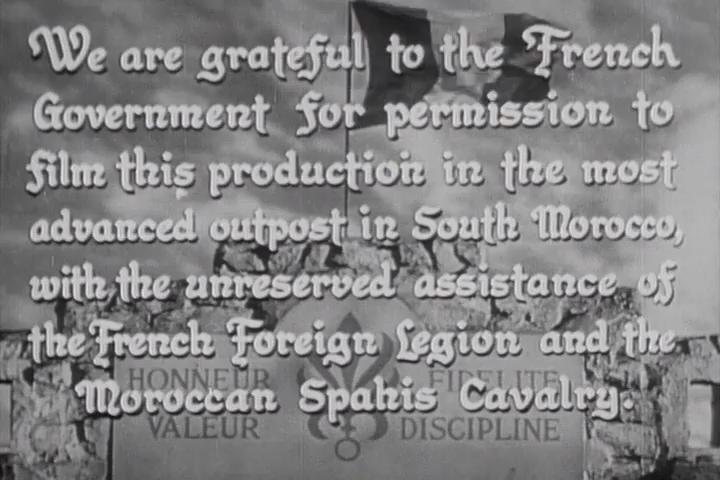 We are grateful to the French
Government for permission to
film this production in the most
advanced outpost in South Morocco,
with the unreserved assistance of
the French Foreign Legion and the
Moroccan Spahis Cavalry.
HONNEUR FIDELITE
VALEUR DISCIPLINE